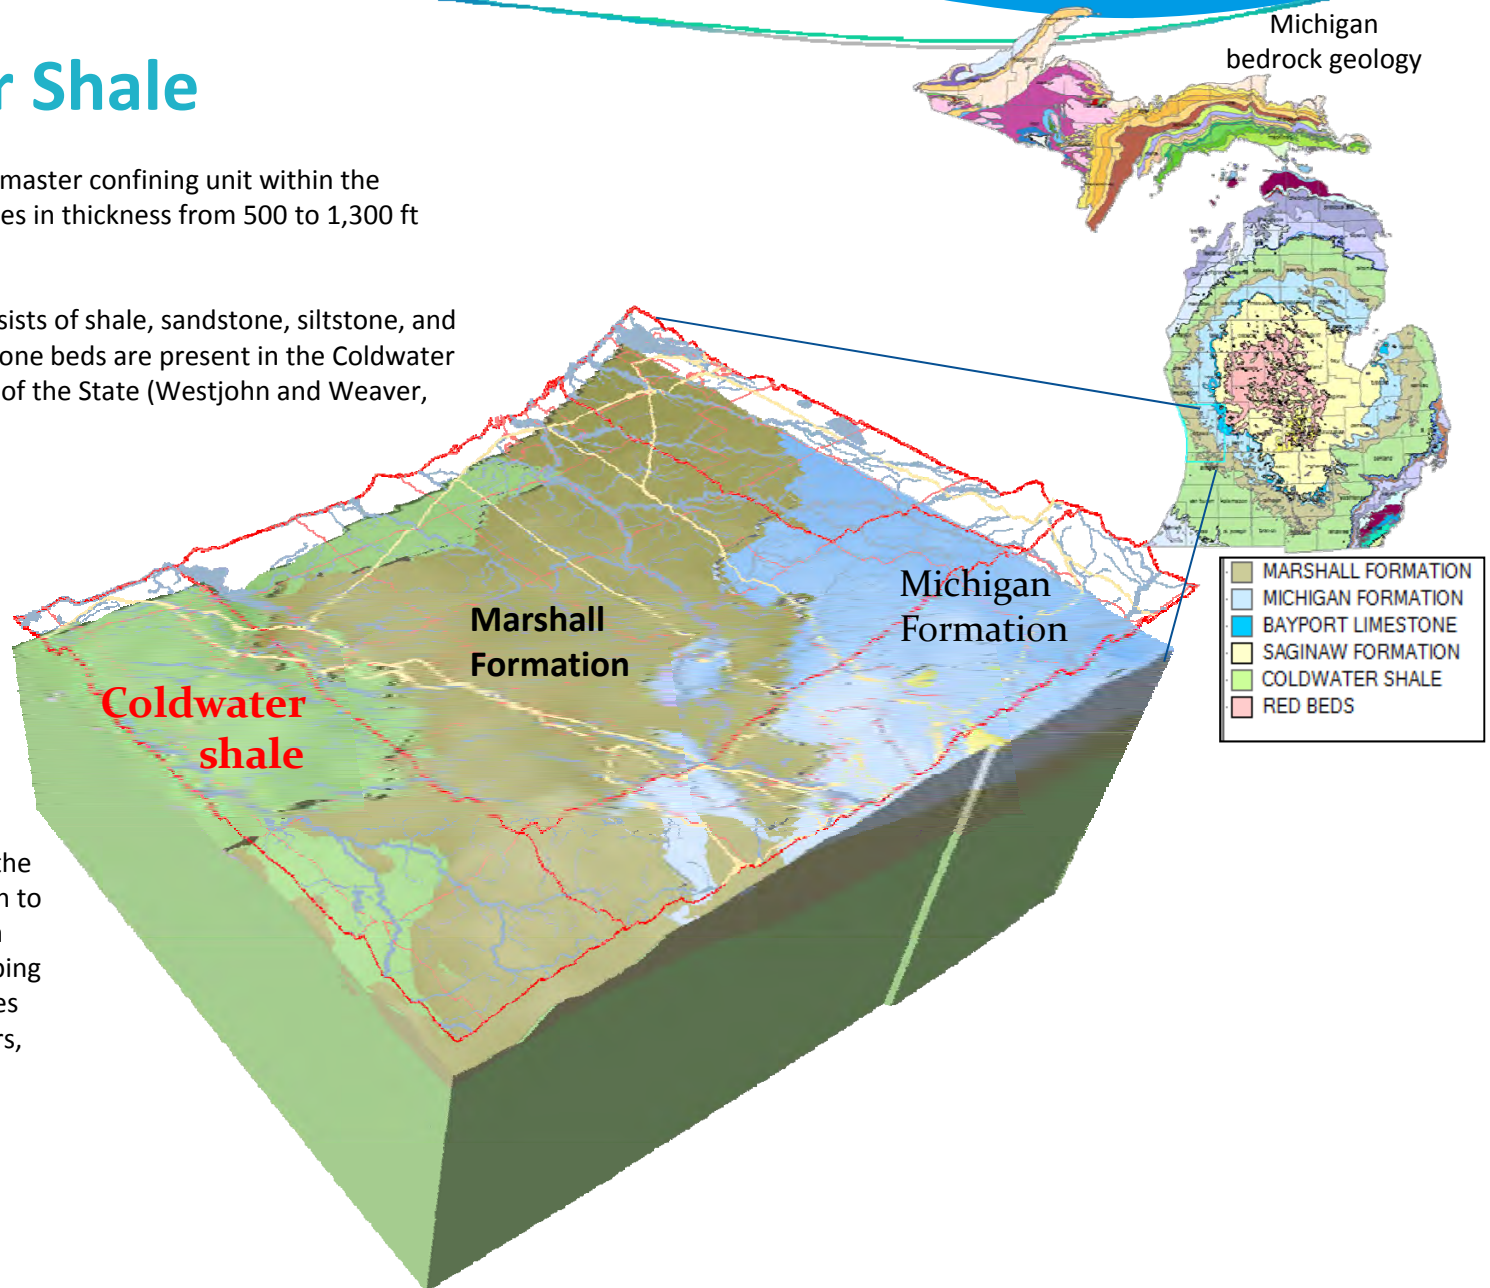 r Shale
master confining unit within the
es in thickness from 500 to 1,300 ft
sists of shale, sandstone, siltstone, and
one beds are present in the Coldwater
of the State (Westjohn and Weaver,
Michigan
bedrock geology
Michigan
Formation
Marshall
Formation
Coldwater
shale
MARSHALL FORMATION
MICHIGAN FORMATION
BAYPORT LIMESTONE
SAGINAW FORMATION
COLDWATER SHALE
RED BEDS
the
n to
bing
es
rs,